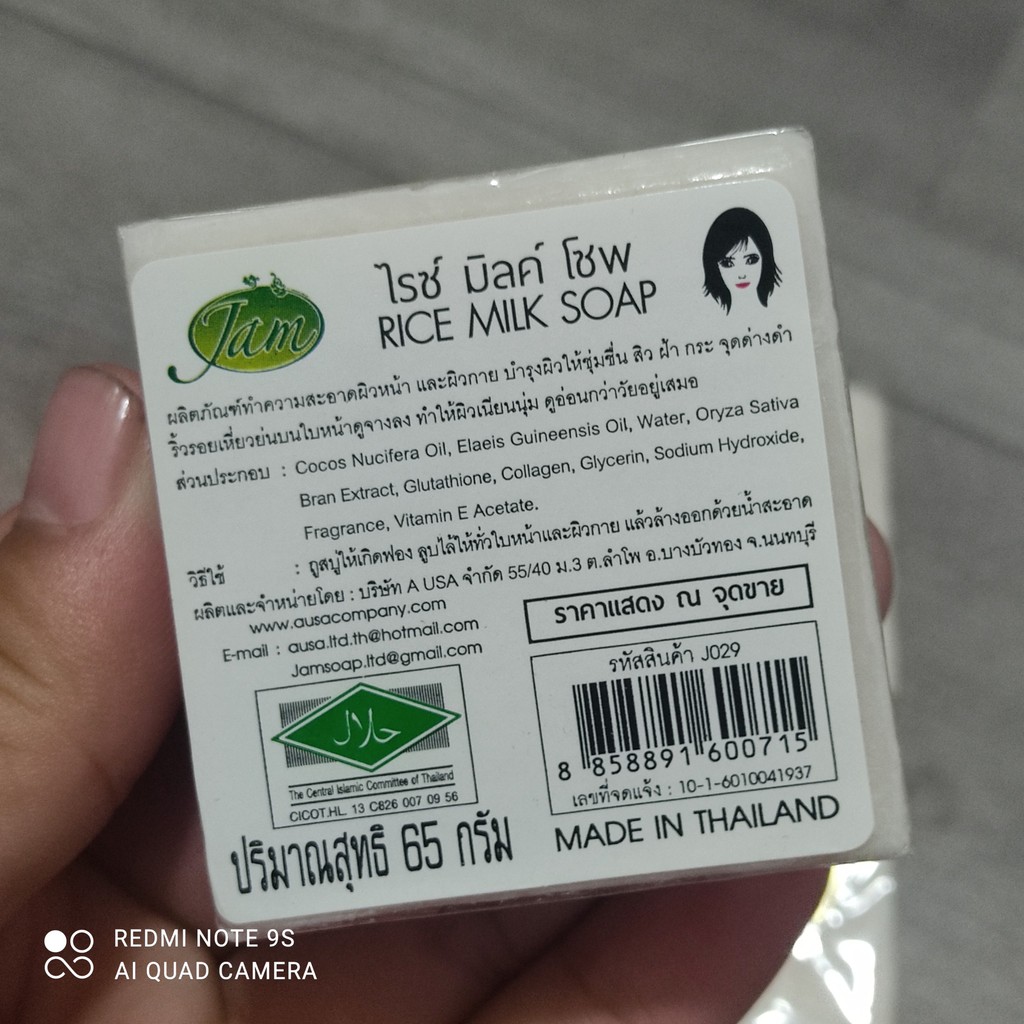 Jam
ไรซ์ มิลค์ โซพ
RICE MILK SOAP
ผลิตภัณฑ์ทำความสะอาดผิวหน้า และผิวกาย บำรุงผิวให้ชุ่มชื่น สิว ฝ้า กระ จุดด่างดำ
ริ้วรอยเหี่ยวย่นบนใบหน้าดูจางลง ทำให้ผิวเนียนนุ่ม ดูอ่อนกว่าวัยอยู่เสมอ
ส่วนประกอบ : Cocos Nucifera Oil, Elaeis Guineensis Oil, Water, Oryza Sativa
Bran Extract, Glutathione, Collagen, Glycerin, Sodium Hydroxide,
Fragrance, Vitamin E Acetate.
วิธีใช้ : ถูสบู่ให้เกิดฟอง ลูบไล้ให้ทั่วใบหน้าและผิวกาย แล้วล้างออกด้วยน้ำสะอาด
ผลิตและจำหน่ายโดย : บริษัท A USA จำกัด 55/40 ม.3 ต.ลำโพ อ.บางบัวทอง จ.นนทบุรี
www.ausacompany.com
E-mail : ausa.ltd.th@hotmail.com
Jamsoap.ltd@gmail.com
ราคาแสดง ณ จุดขาย
รหัสสินค้า J029
8 858891 600715
เลขที่จดแจ้ง : 10-1-6010041937
MADE IN THAILAND
حلال
The Central Islamic Committee of Thailand
CICOT.HL. 13 C826 007 09 56
ปริมาณสุทธิ 65 กรัม
REDMI NOTE 9S
AI QUAD CAMERA